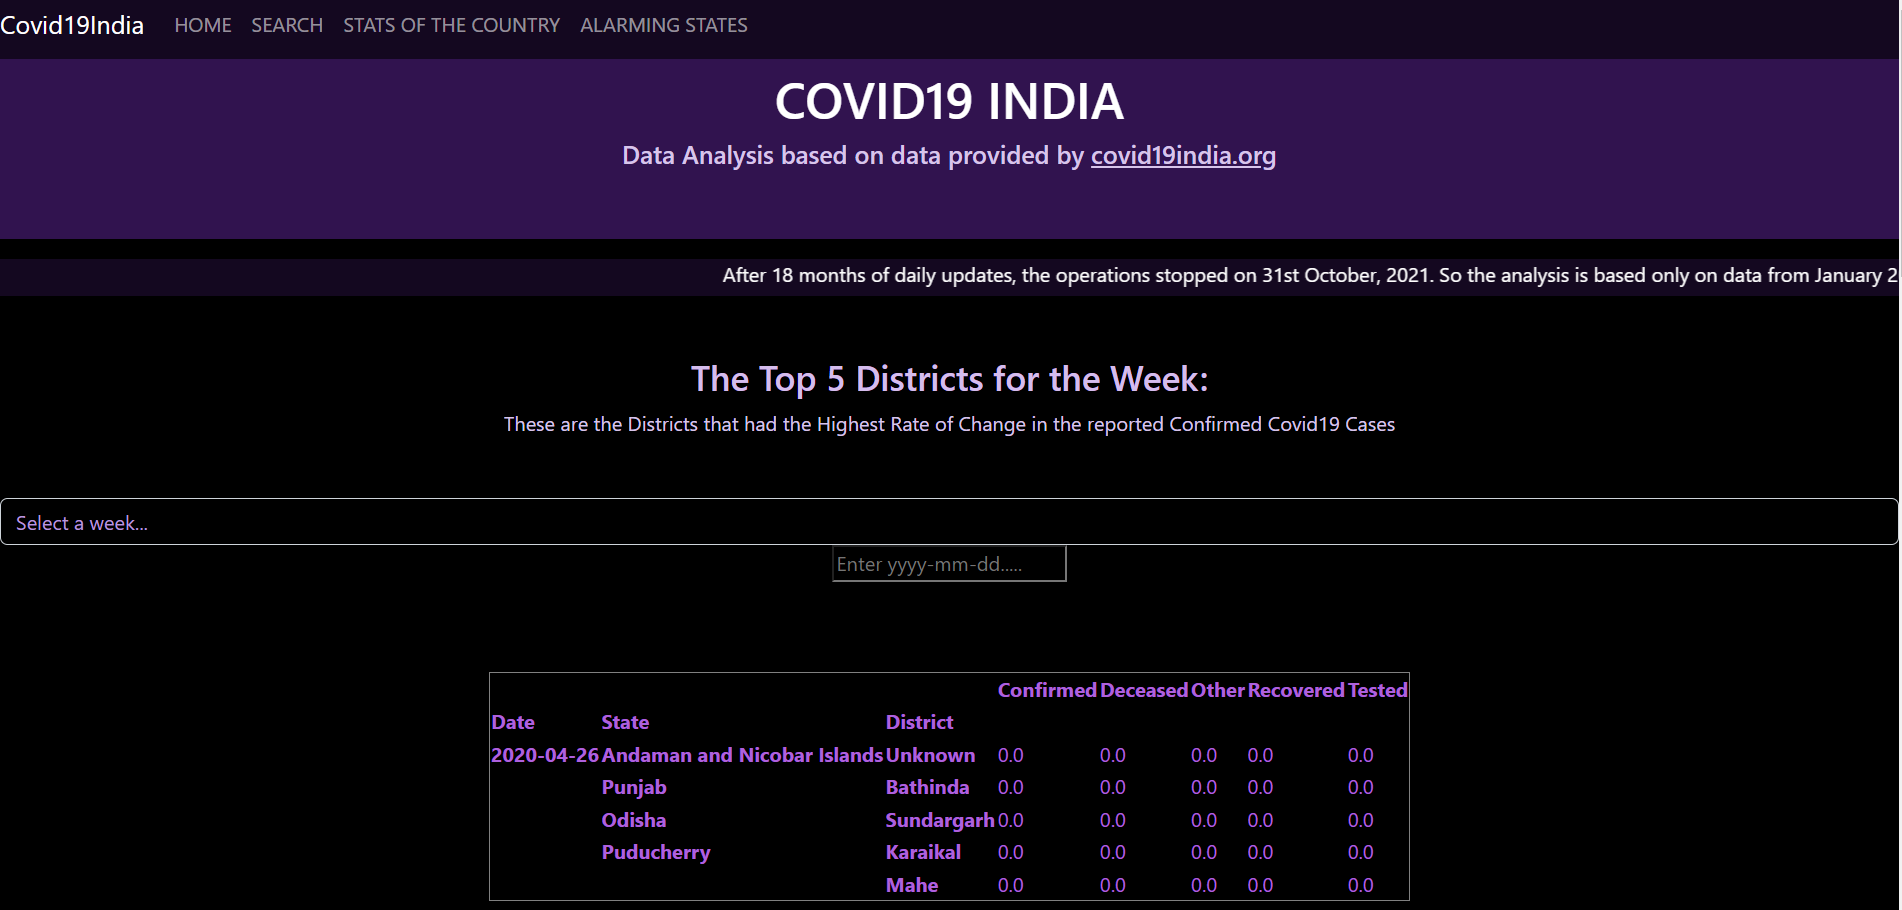 Covid19India HOME SEARCH STATS OF THE COUNTRY ALARMING STATES
COVID19 INDIA
Data Analysis based on data provided by covid19india.org
After 18 months of daily updates, the operations stopped on 31st October, 2021. So the analysis is based only on data from January 2
The Top 5 Districts for the Week:
These are the Districts that had the Highest Rate of Change in the reported Confirmed Covid19 Cases
Select a week...
Enter yyyy-mm-dd.....
Confirmed Deceased Other Recovered Tested
Date State District
2020-04-26 Andaman and Nicobar Islands Unknown 0.0 0.0 0.0 0.0 0.0
Punjab Bathinda 0.0 0.0 0.0 0.0 0.0
Odisha Sundargarh 0.0 0.0 0.0 0.0 0.0
Puducherry Karaikal 0.0 0.0 0.0 0.0 0.0
Mahe 0.0 0.0 0.0 0.0 0.0